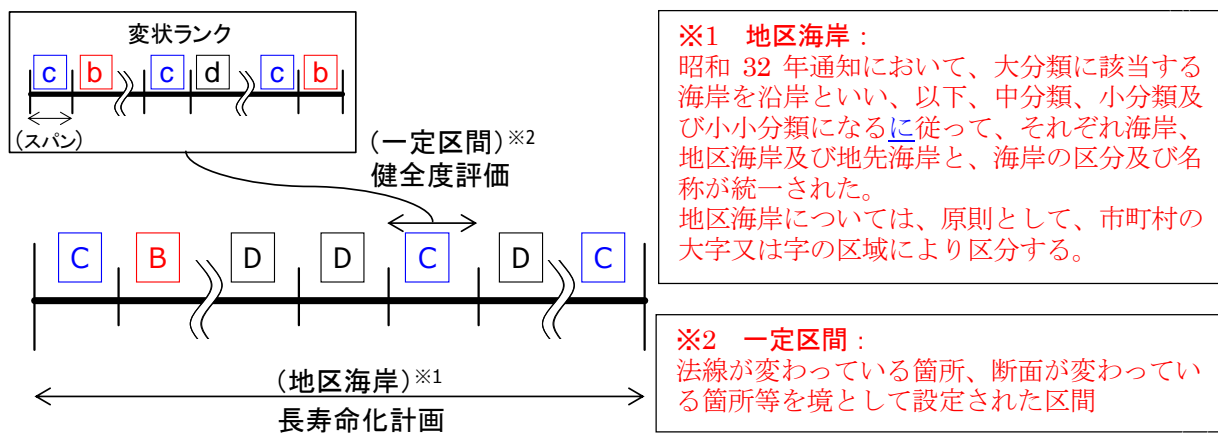 変状ランク
c b c d c b
(スパン)
(一定区間)※2
健全度評価
C B D D C D C
(地区海岸)※1
長寿命化計画
※1 地区海岸：
昭和 32 年通知において、大分類に該当する
海岸を沿岸といい、以下、中分類、小分類及
び小小分類になるに従って、それぞれ海岸、
地区海岸及び地先海岸と、海岸の区分及び名
称が統一された。
地区海岸については、原則として、市町村の
大字又は字の区域により区分する。
※2 一定区間：
法線が変わっている箇所、断面が変わってい
る箇所等を境として設定された区間